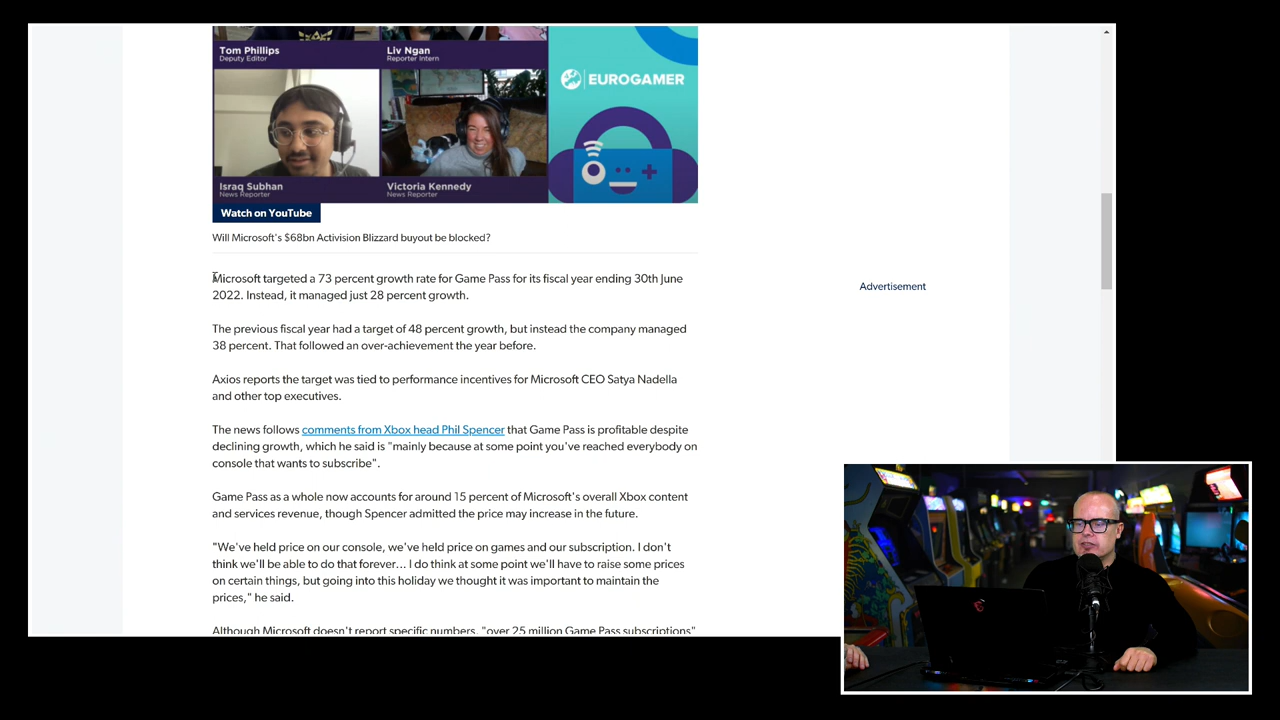 Tom Phillips
Deputy Editor
Liv Ngan
Reporter Intern
EUROGAMER
Israq Subhan
News Reporter
Victoria Kennedy
News Reporter
Watch on YouTube
Will Microsoft's $68bn Activision Blizzard buyout be blocked?
Microsoft targeted a 73 percent growth rate for Game Pass for its fiscal year ending 30th June
2022. Instead, it managed just 28 percent growth.
Advertisement
The previous fiscal year had a target of 48 percent growth, but instead the company managed
38 percent. That followed an over-achievement the year before.
Axios reports the target was tied to performance incentives for Microsoft CEO Satya Nadella
and other top executives.
The news follows comments from Xbox head Phil Spencer that Game Pass is profitable despite
declining growth, which he said is "mainly because at some point you've reached everybody on
console that wants to subscribe".
Game Pass as a whole now accounts for around 15 percent of Microsoft's overall Xbox content
and services revenue, though Spencer admitted the price may increase in the future.
"We've held price on our console, we've held price on games and our subscription. I don't
think we'll be able to do that forever... I do think at some point we'll have to raise some prices
on certain things, but going into this holiday we thought it was important to maintain the
prices," he said.
Although Microsoft doesn't report specific numbers, "over 25 million Game Pass subscriptions"